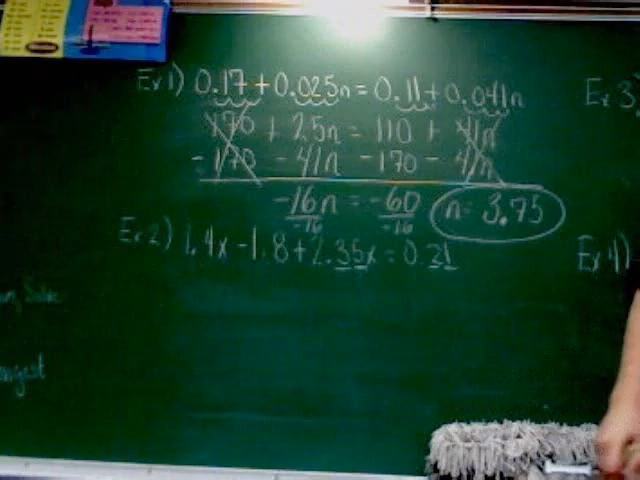 Ex 1) 0.17 + 0.025n = 0.11 + 0.041n
170 + 25n = 110 + 41n
-170 - 41n -170 - 41n
-16n = -60
-16 -16
n = 3.75
Ex 2) 1.4x - 1.8 + 2.35x = 0.21
Ex 3
Ex 4)